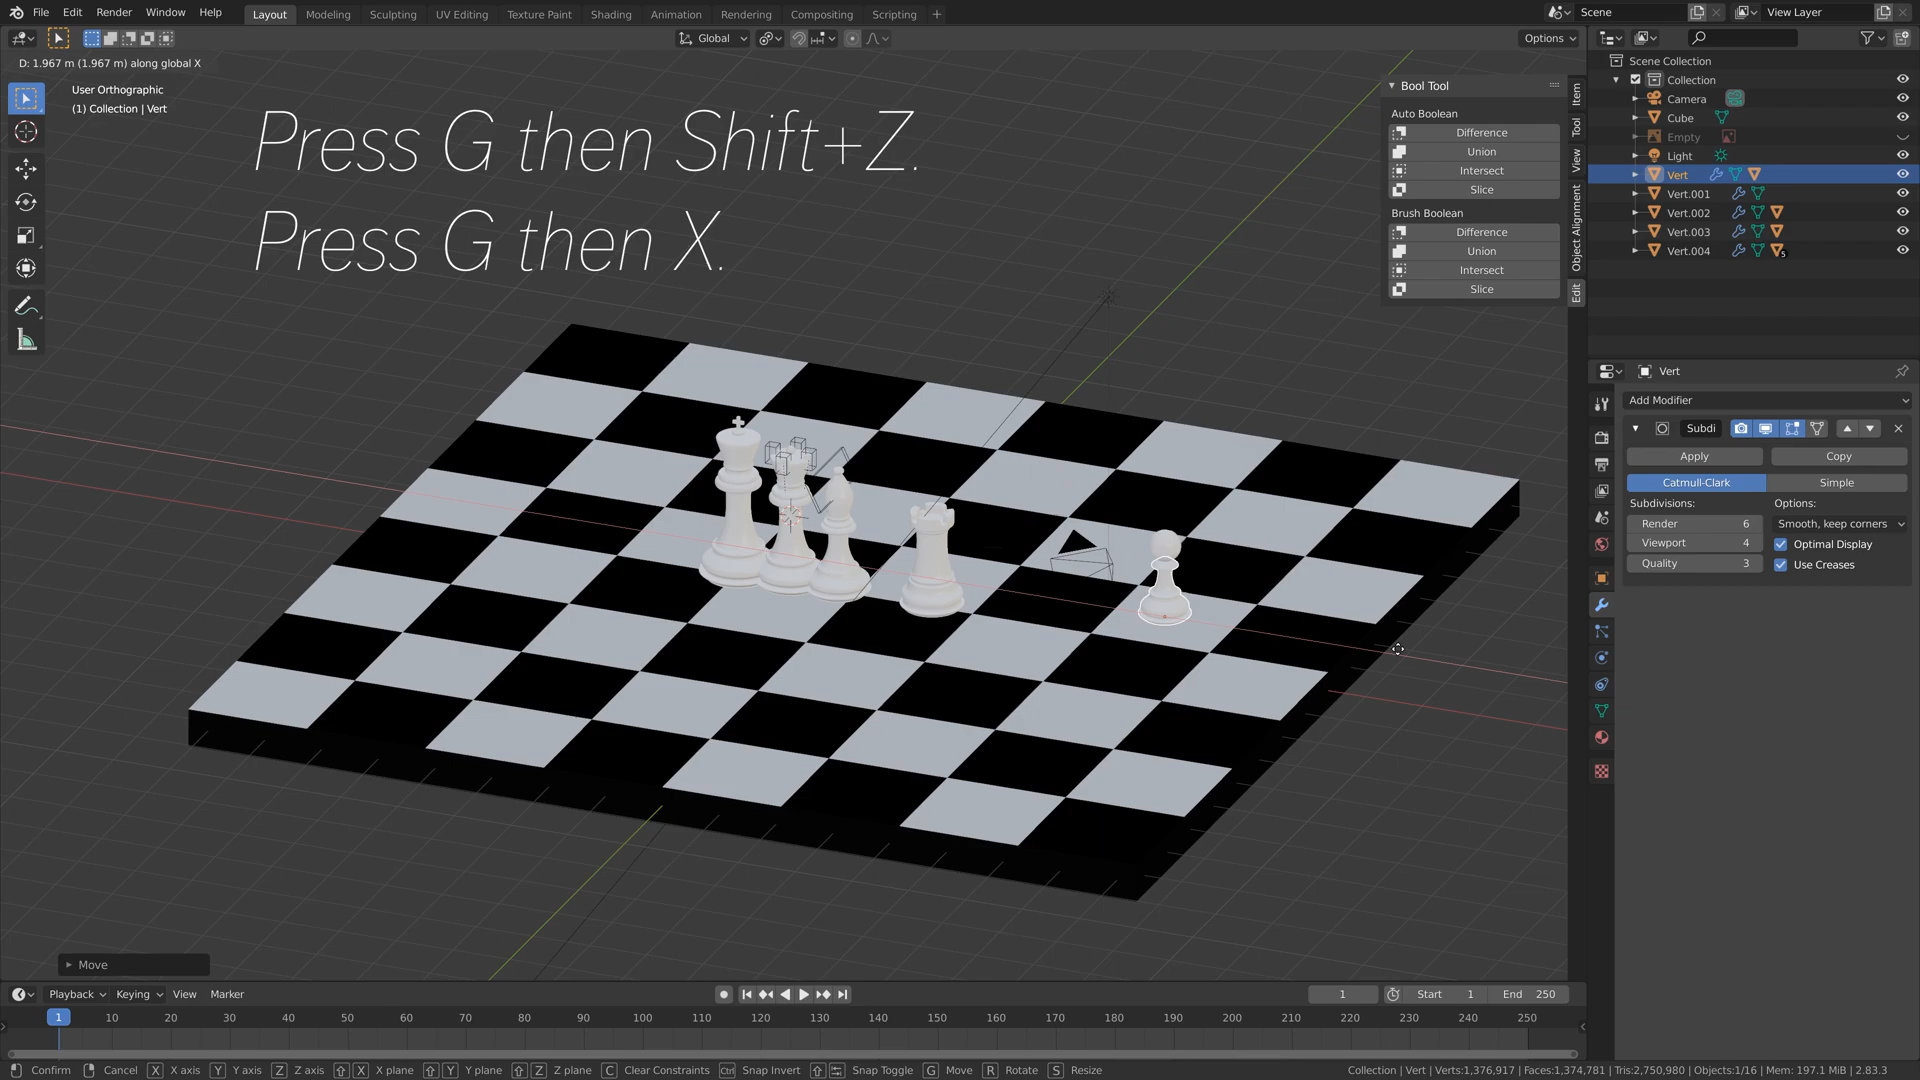 File Edit Render Window Help
Layout Modeling Sculpting UV Editing Texture Paint Shading Animation Rendering Compositing Scripting +
Scene
View Layer
Global
Options
D: 1.967 m (1.967 m) along global X
User Orthographic
(1) Collection | Vert
Press G then Shift+Z.
Press G then X.
Bool Tool
Auto Boolean
Difference
Union
Intersect
Slice
Brush Boolean
Difference
Union
Intersect
Slice
Item
Tool
View
Object Alignment
Edit
Scene Collection
Collection
Camera
Cube
Empty
Light
Vert
Vert.001
Vert.002
Vert.003
Vert.004
5
Vert
Add Modifier
Subdi
Apply Copy
Catmull-Clark Simple
Subdivisions: Options:
Render 6 Smooth, keep corners
Viewport 4 Optimal Display
Quality 3 Use Creases
Move
Playback Keying View Marker
1 Start 1 End 250
1 10 20 30 40 50 60 70 80 90 100 110 120 130 140 150 160 170 180 190 200 210 220 230 240 250
Confirm Cancel X X axis Y Y axis Z Z axis X X plane Y Y plane Z Z plane C Clear Constraints Ctrl Snap Invert Snap Toggle G Move R Rotate S Resize
Collection | Vert | Verts:1,376,917 | Faces:1,374,781 | Tris:2,750,980 | Objects:1/16 | Mem: 197.1 MiB | 2.83.3